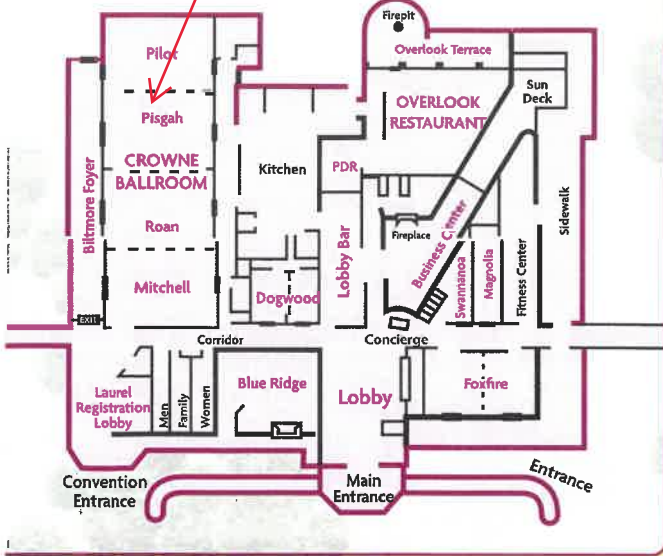 Firepit
Pilot
Overlook Terrace
Sun
Deck
OVERLOOK
RESTAURANT
Pisgah
CROWNE
BALLROOM
Kitchen
PDR
Biltmore Foyer
Roan
Lobby Bar
Fireplace
Business Center
Sidewalk
Mitchell
Dogwood
Swannanoa
Magnolia
Fitness Center
EXIT
Corridor
Concierge
Laurel
Registration
Lobby
Men
Family
Women
Blue Ridge
Lobby
Foxfire
Convention
Entrance
Main
Entrance
Entrance